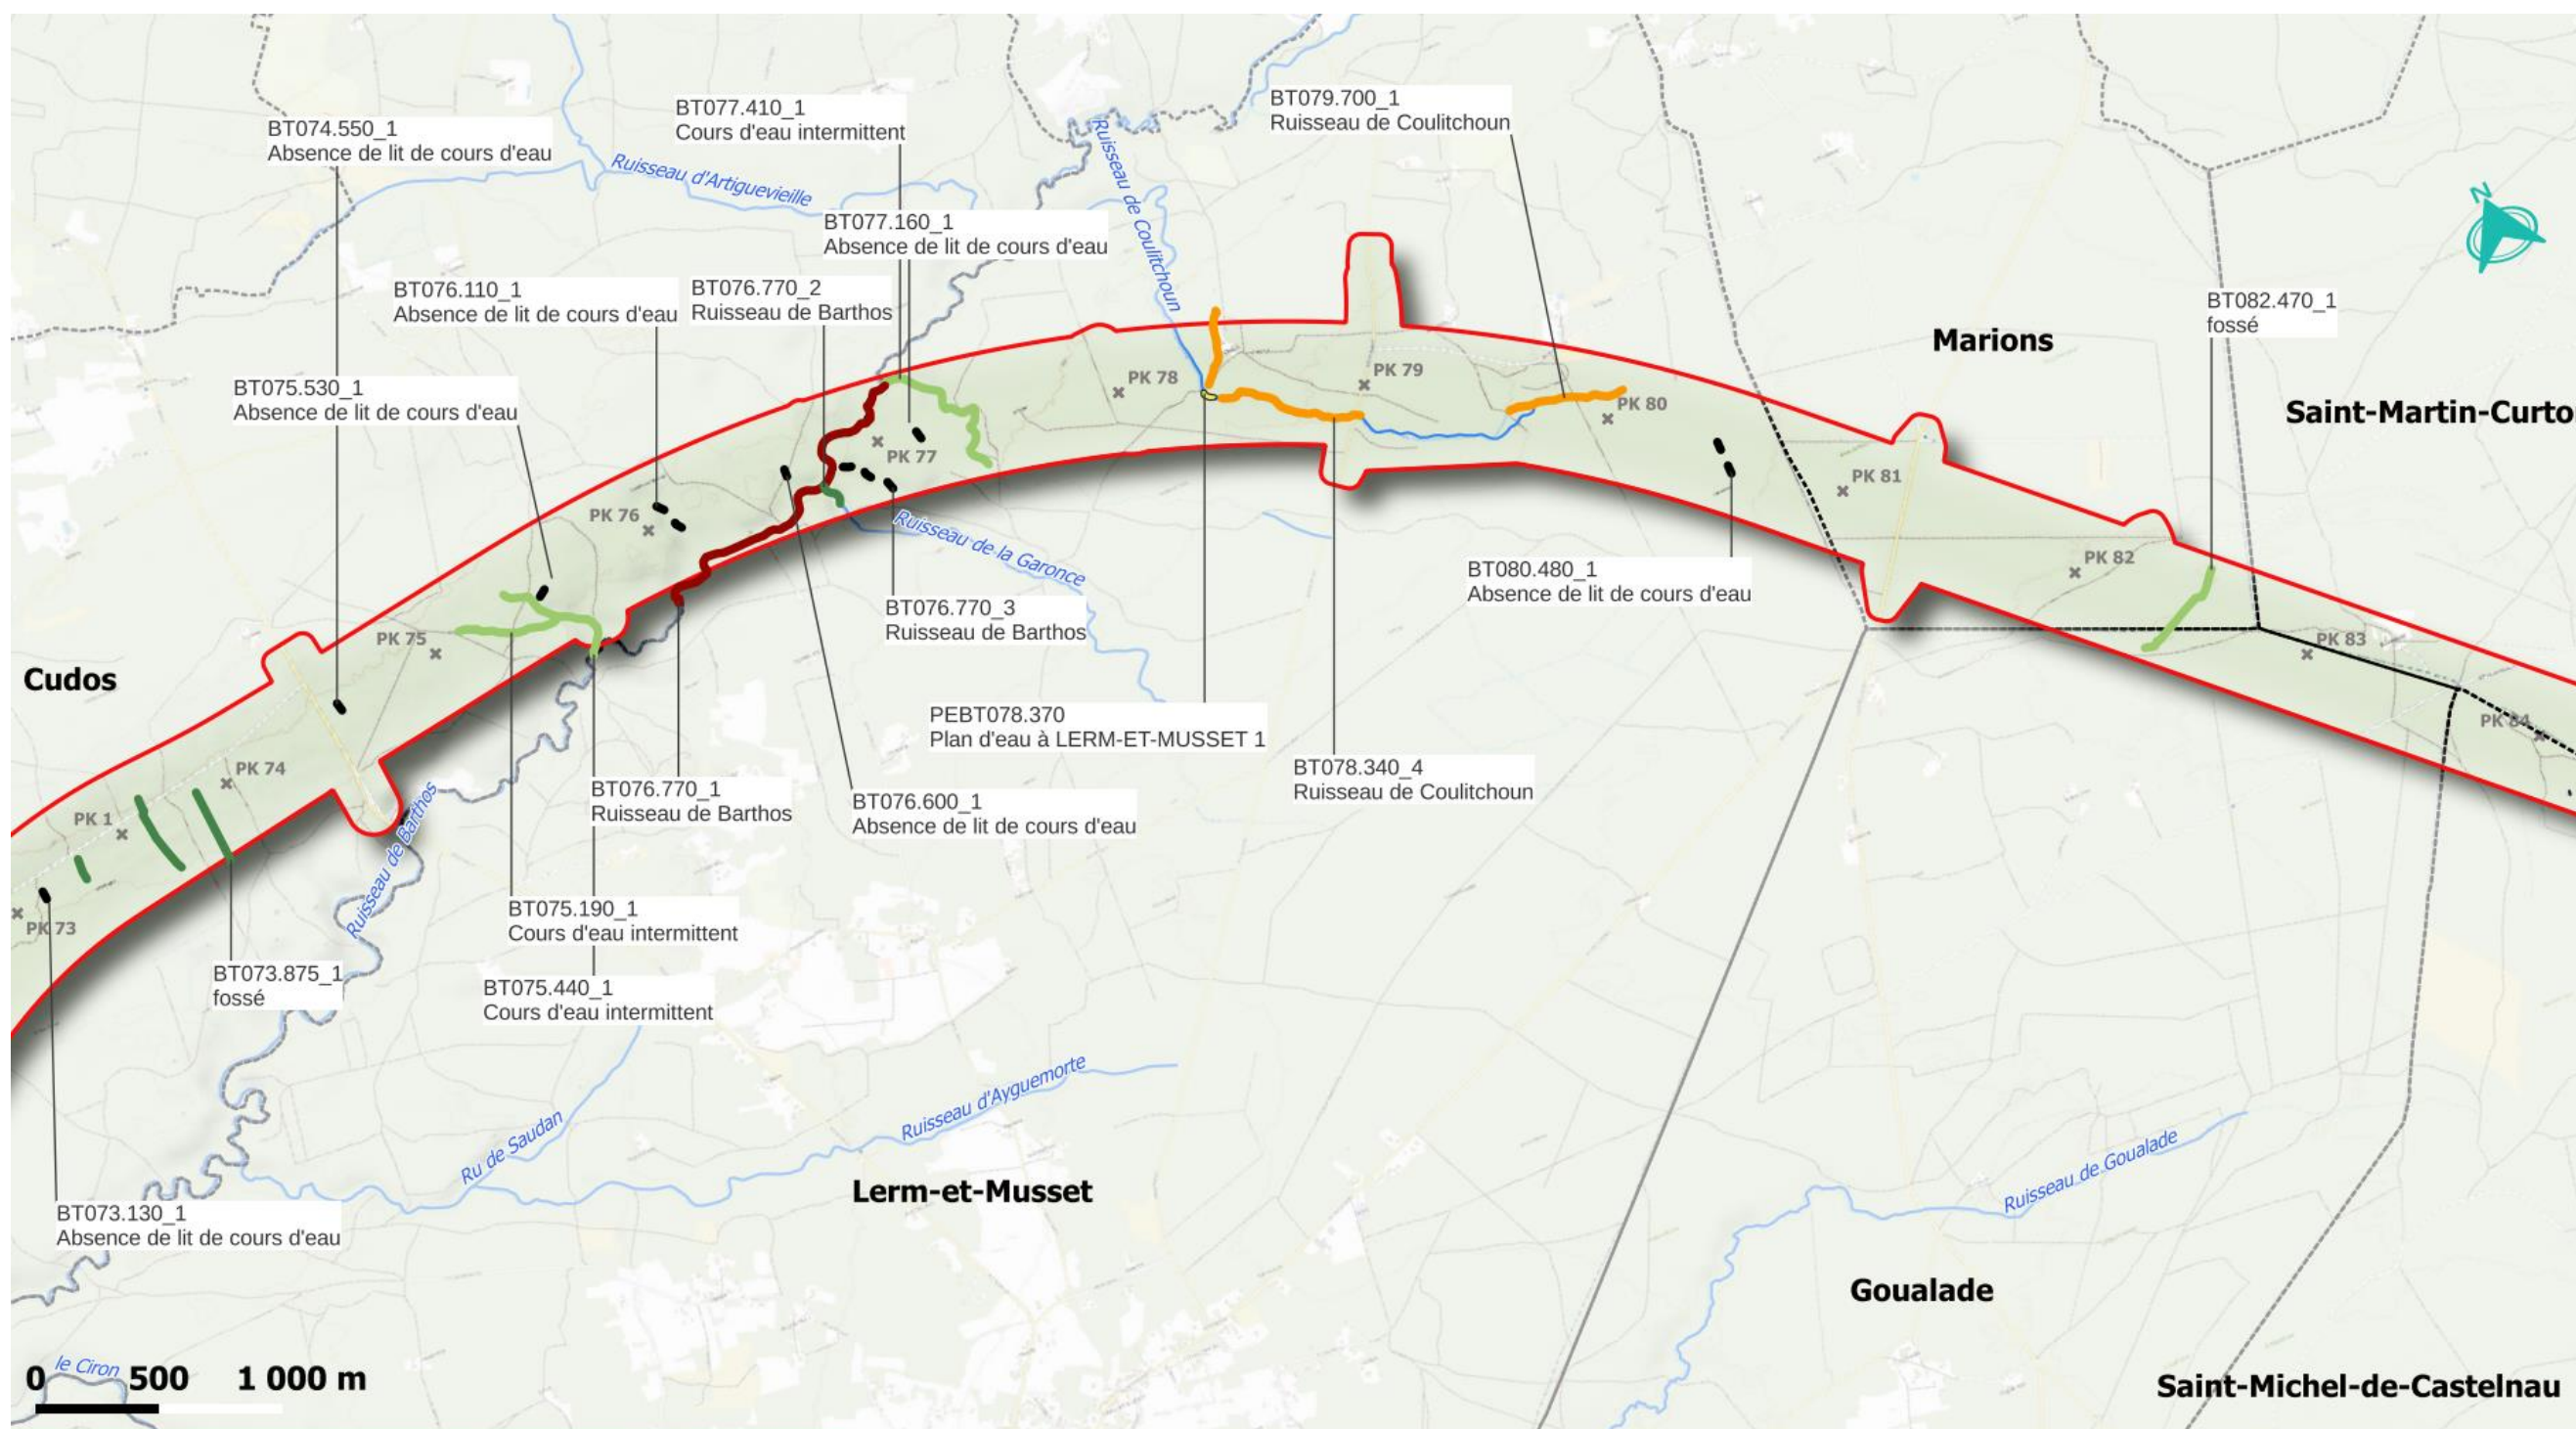 BT077.410_1
Cours d'eau intermittent
BT079.700_1
Ruisseau de Coulitchoun
BT074.550_1
Absence de lit de cours d'eau
Ruisseau d'Artiguevieille
Ruisseau de Coulitchoun
BT077.160_1
Absence de lit de cours d'eau
N
BT076.110_1
Absence de lit de cours d'eau
BT076.770_2
Ruisseau de Barthos
BT082.470_1
fossé
Marions
BT075.530_1
Absence de lit de cours d'eau
PK 78
PK 79
PK 80
Saint-Martin-Curto
PK 77
PK 81
PK 76
Ruisseau de la Garonce
PK 82
BT080.480_1
Absence de lit de cours d'eau
BT076.770_3
Ruisseau de Barthos
PK 75
PK 83
Cudos
PEBT078.370
Plan d'eau à LERM-ET-MUSSET 1
PK 84
PK 74
BT078.340_4
Ruisseau de Coulitchoun
BT076.770_1
Ruisseau de Barthos
BT076.600_1
Absence de lit de cours d'eau
PK 1
Ruisseau de Barthos
PK 73
BT075.190_1
Cours d'eau intermittent
BT073.875_1
fossé
BT075.440_1
Cours d'eau intermittent
Ruisseau d'Ayguemorte
Ru de Saudan
Ruisseau de Goualade
Lerm-et-Musset
BT073.130_1
Absence de lit de cours d'eau
Goualade
le Ciron
0 500 1 000 m
Saint-Michel-de-Castelnau